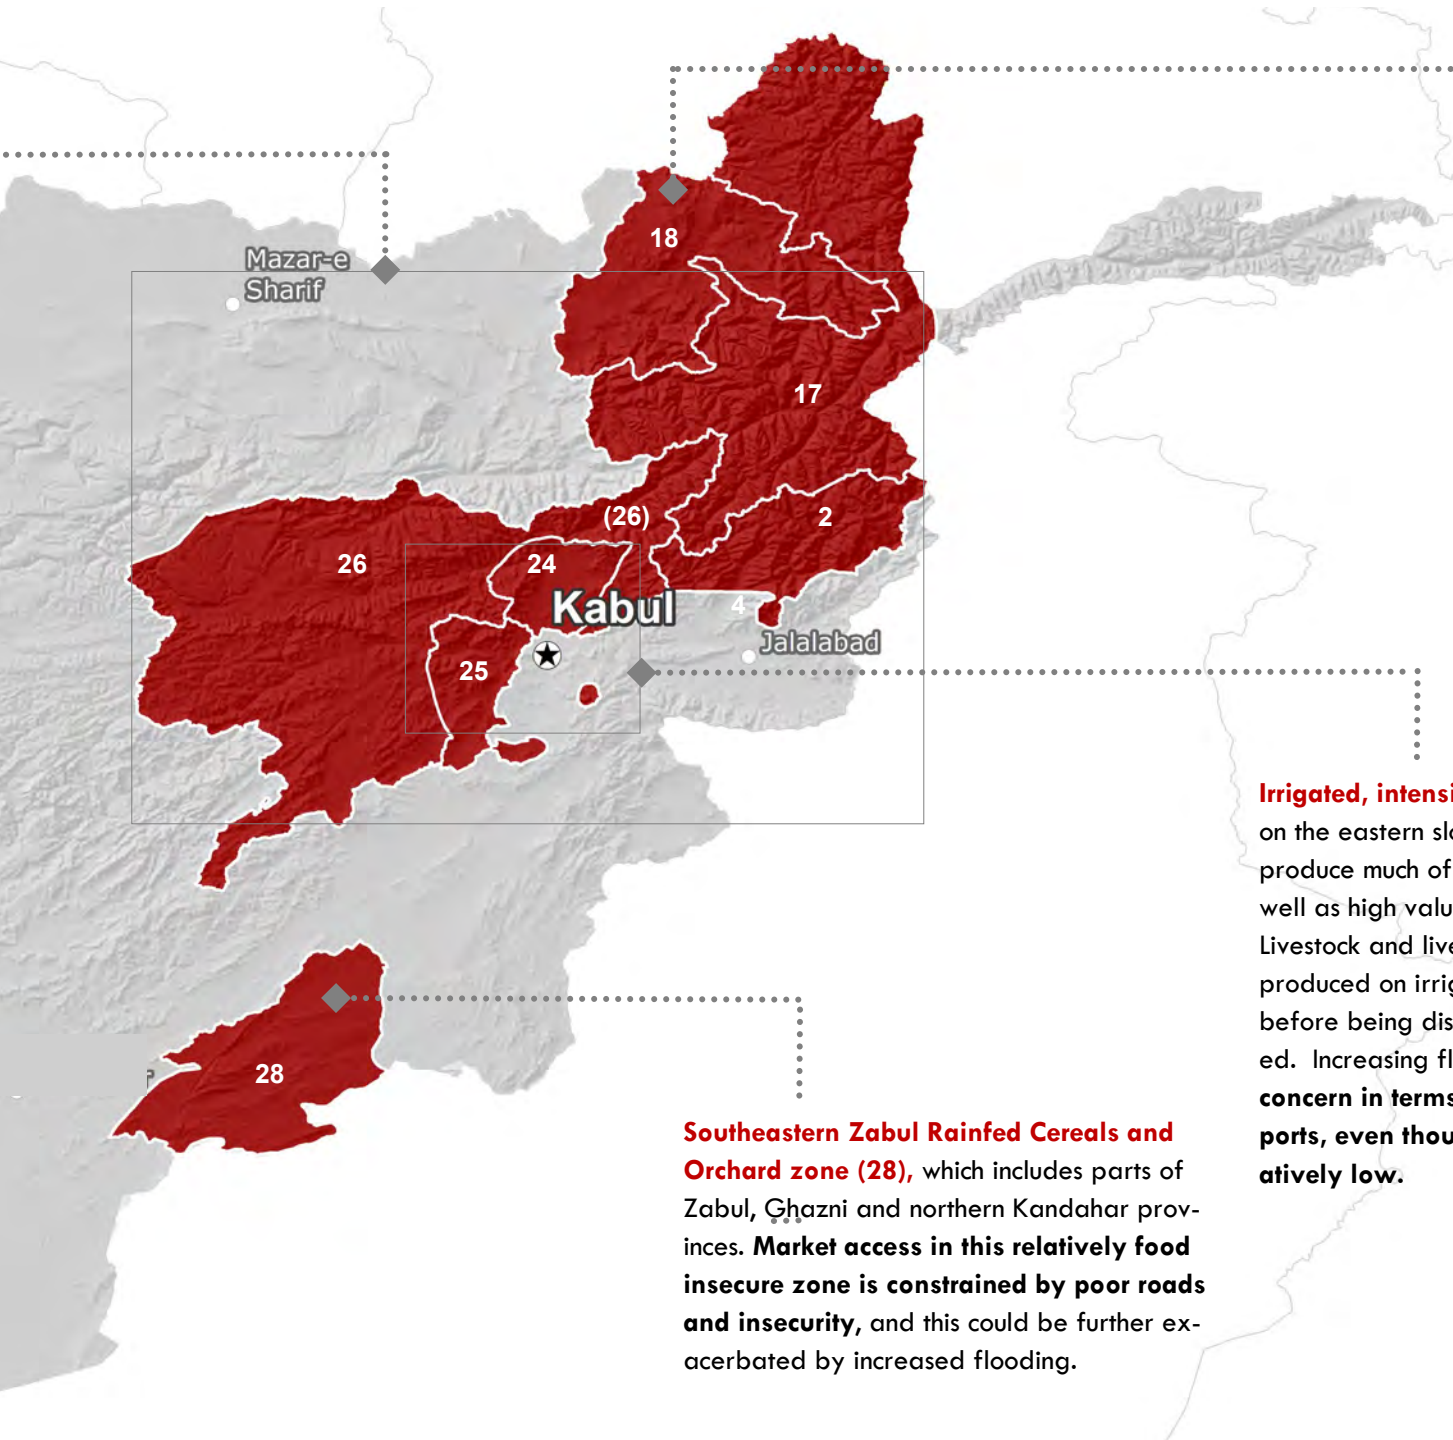 Mazar-e
Sharif
18
17
(26)
2
26
24
Kabul
4
Jalalabad
25
28
Irrigated, intensi
on the eastern slo
produce much of
well as high valu
Livestock and live
produced on irrig
before being dis
ed. Increasing fl
concern in terms
ports, even thou
atively low.
Southeastern Zabul Rainfed Cereals and
Orchard zone (28), which includes parts of
Zabul, Ghazni and northern Kandahar prov-
inces. Market access in this relatively food
insecure zone is constrained by poor roads
and insecurity, and this could be further ex-
acerbated by increased flooding.